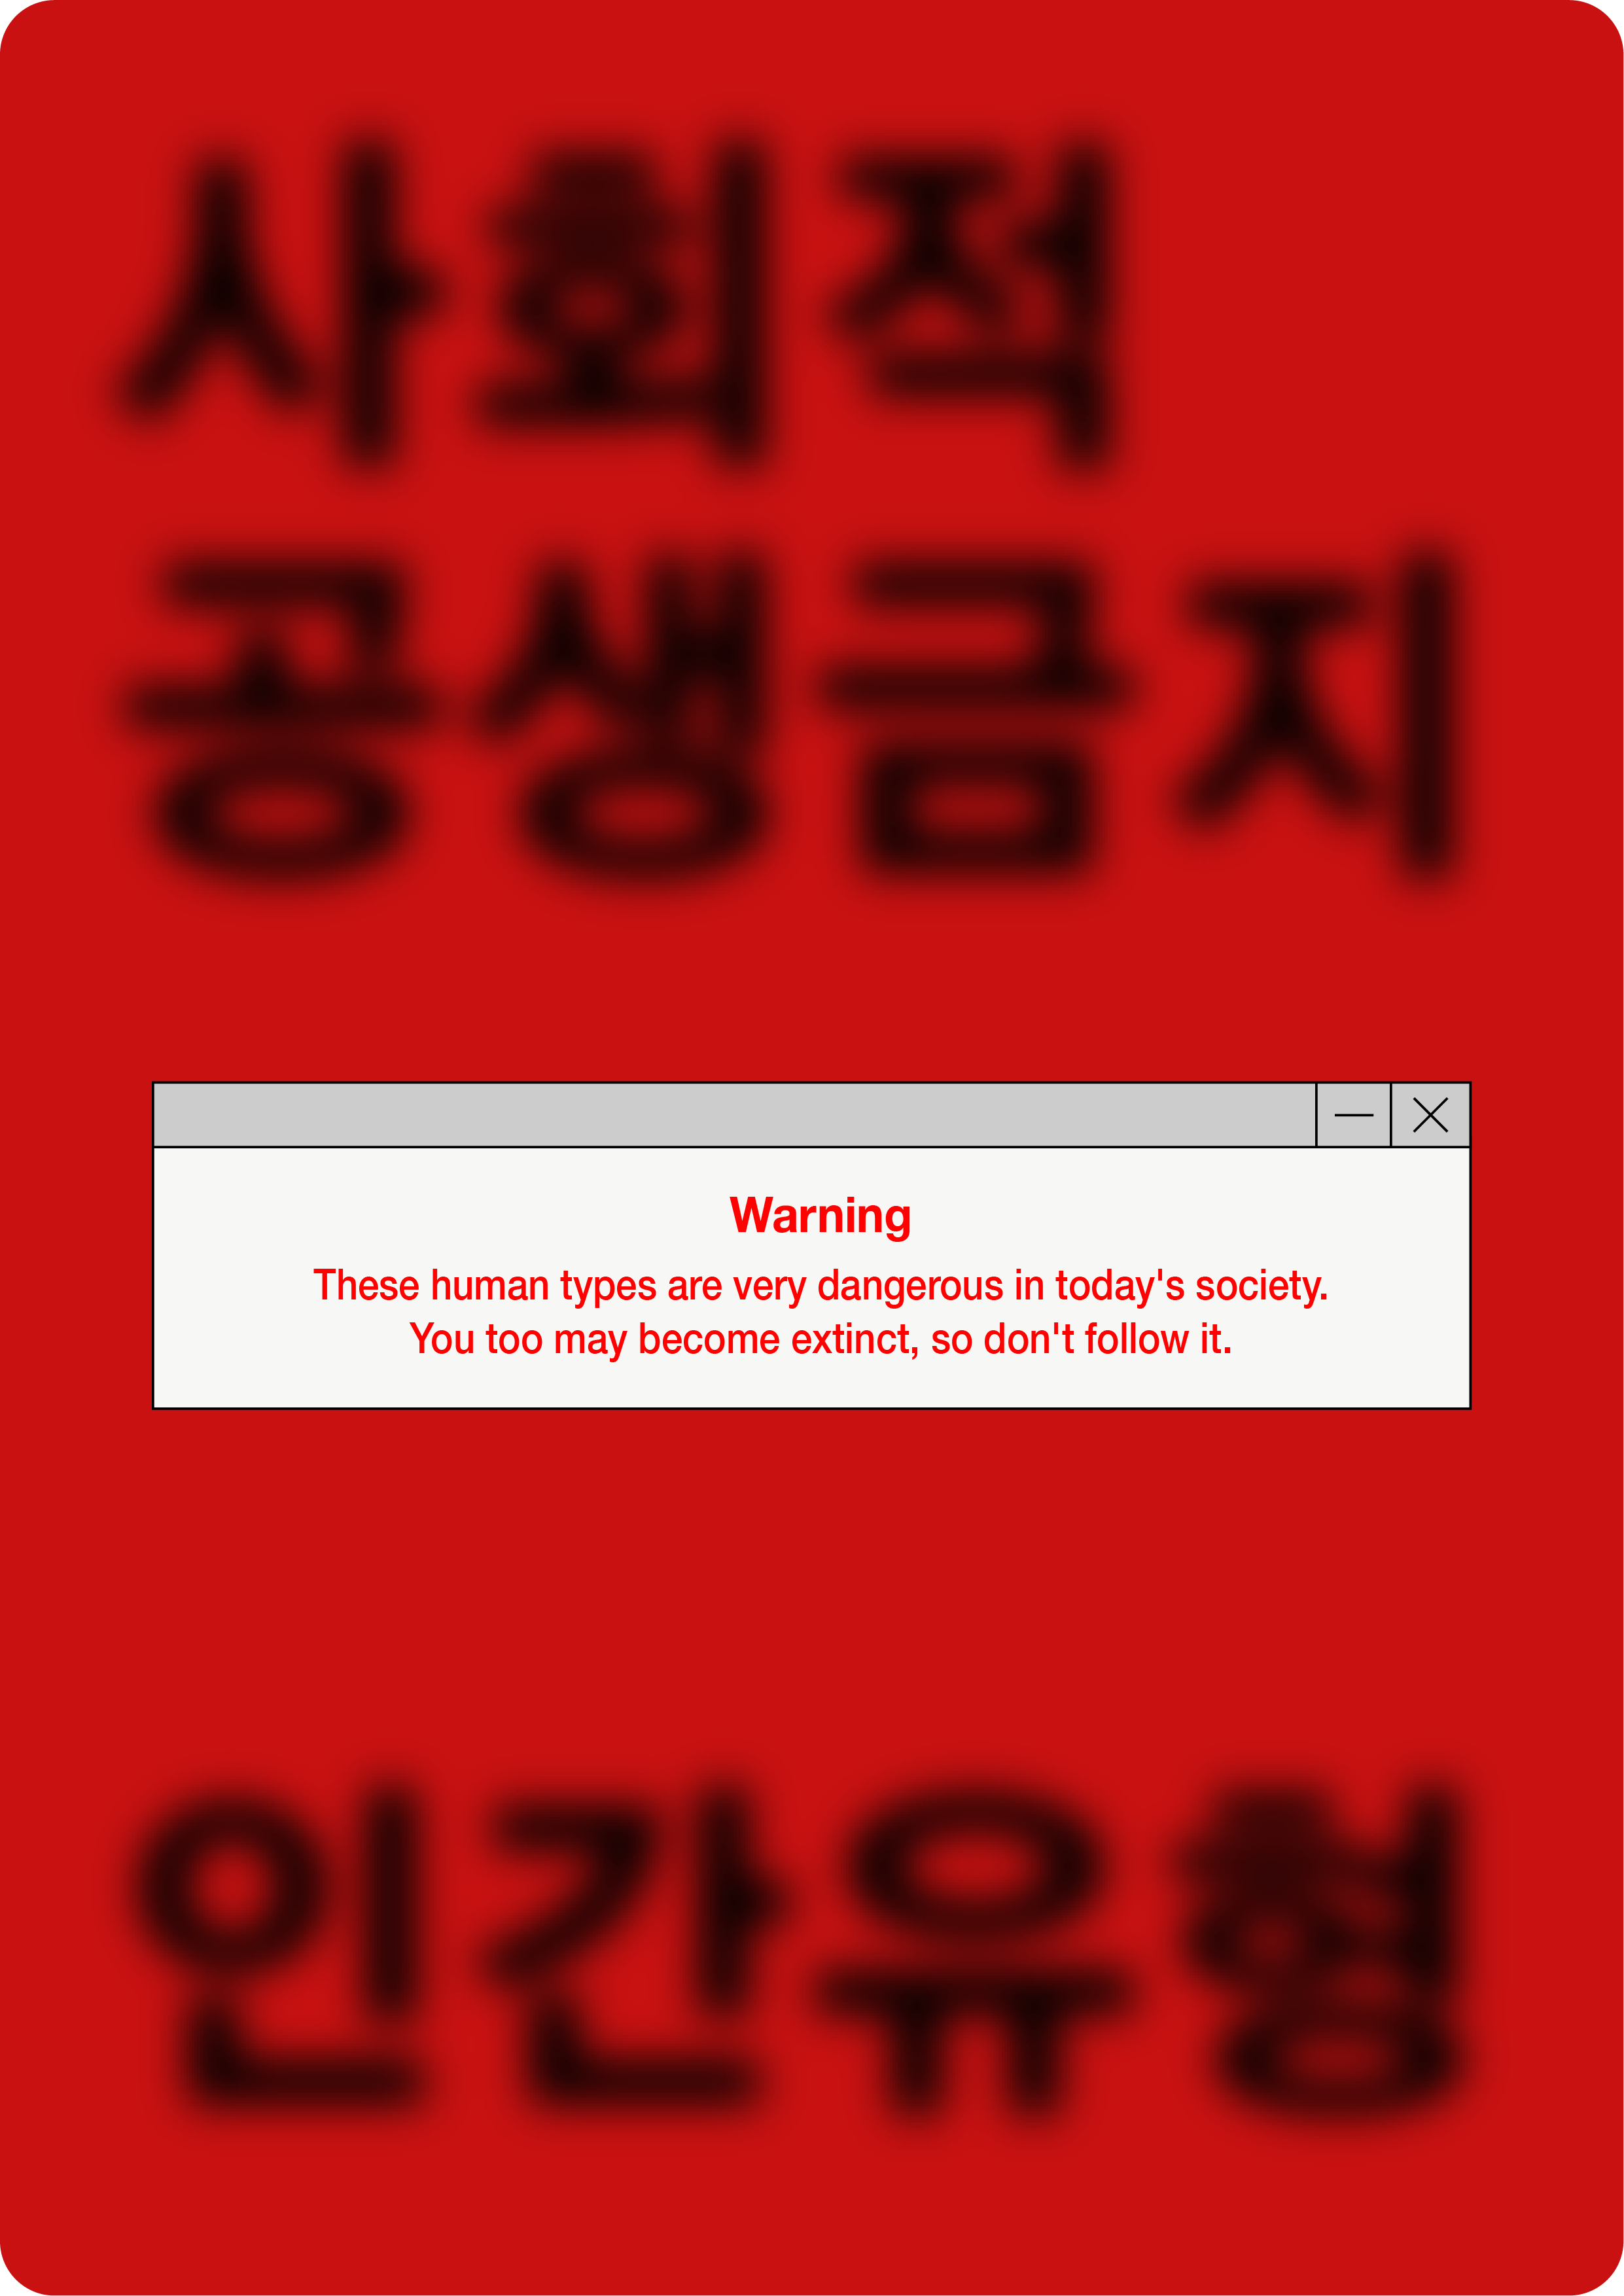 사회적
공생금지
Warning
These human types are very dangerous in today's society.
You too may become extinct, so don't follow it.
인간유형